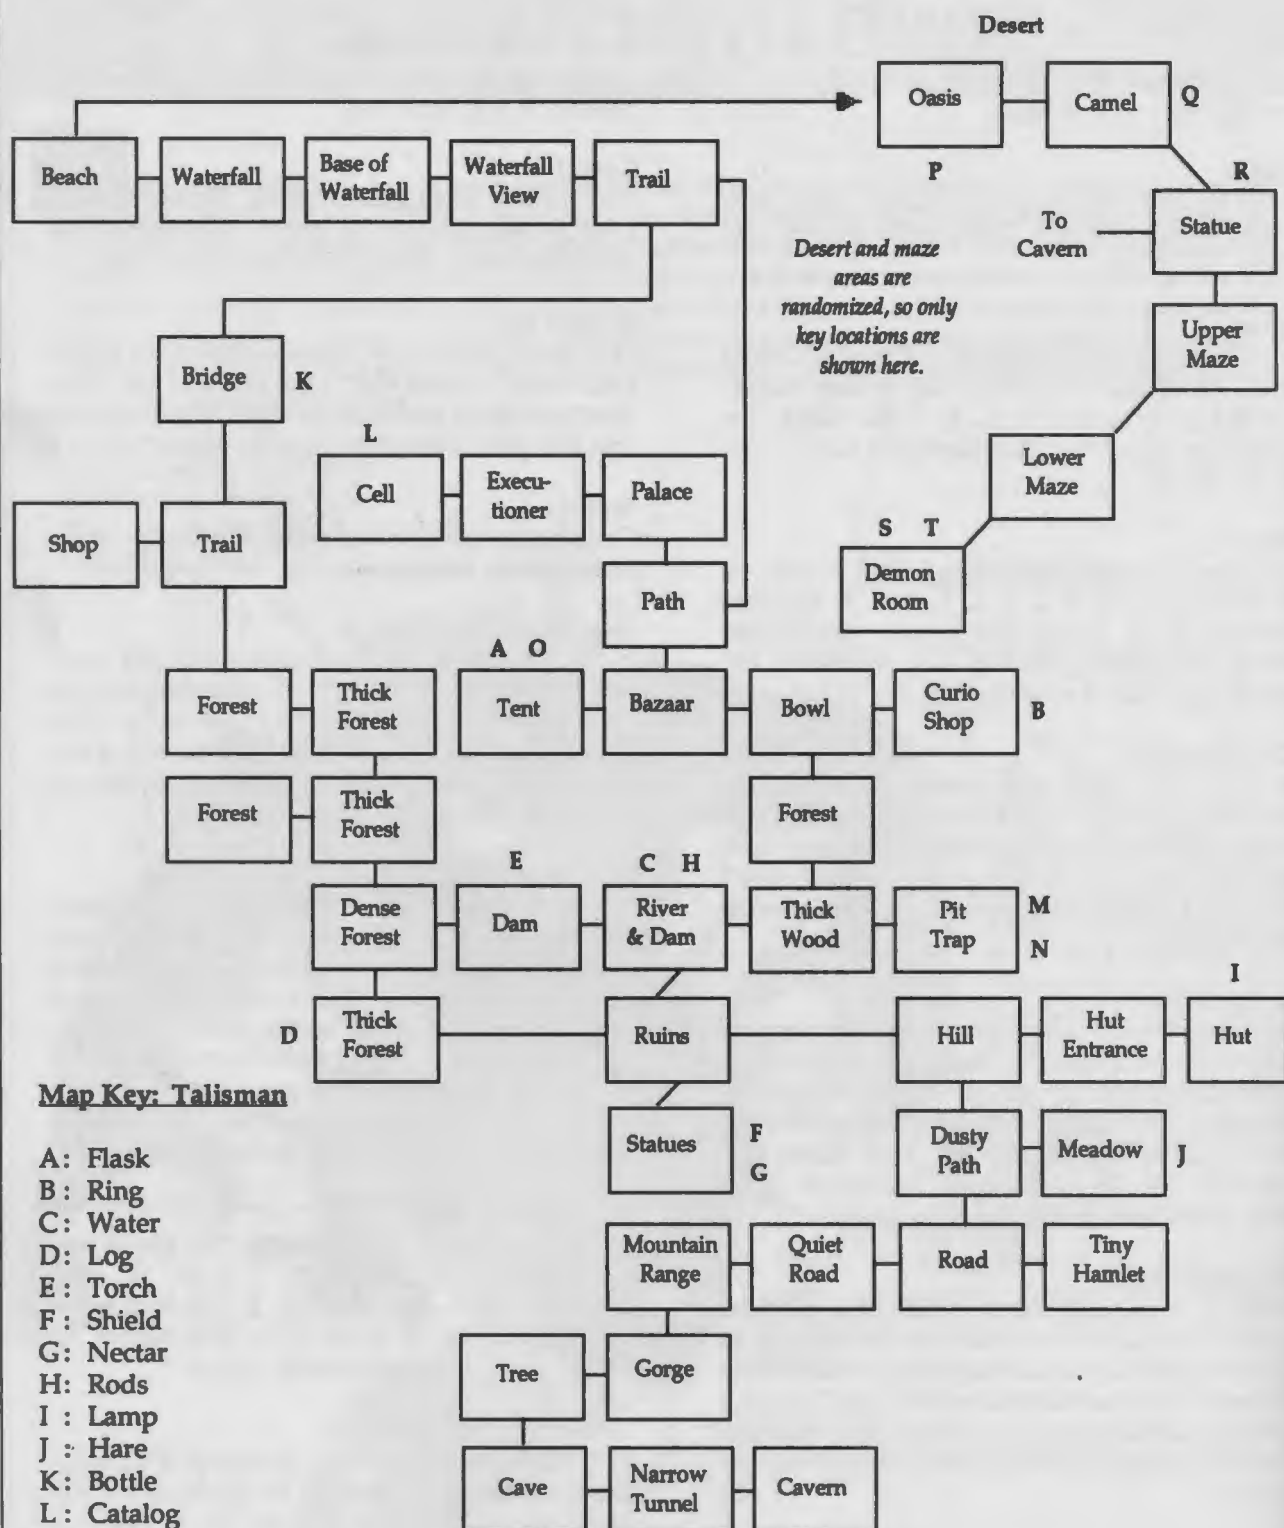 Desert
Oasis
Camel
Q
Beach
Waterfall
Base of
Waterfall
Waterfall
View
Trail
P
R
To
Cavern
Statue
Desert and maze
areas are
randomized, so only
key locations are
shown here.
Upper
Maze
Bridge
K
L
Cell
Execu-
tioner
Palace
Lower
Maze
Shop
Trail
S T
Demon
Room
Path
A O
Forest
Thick
Forest
Tent
Bazaar
Bowl
Curio
Shop
B
Forest
Thick
Forest
Forest
E
C H
Dense
Forest
Dam
River
& Dam
Thick
Wood
Pit
Trap
M
N
I
D
Thick
Forest
Ruins
Hill
Hut
Entrance
Hut
Map Key: Talisman
Statues
F
G
Dusty
Path
Meadow
J
A: Flask
B: Ring
C: Water
D: Log
E: Torch
F: Shield
G: Nectar
H: Rods
I : Lamp
J : Hare
K: Bottle
L: Catalog
Mountain
Range
Quiet
Road
Road
Tiny
Hamlet
Tree
Gorge
Cave
Narrow
Tunnel
Cavern